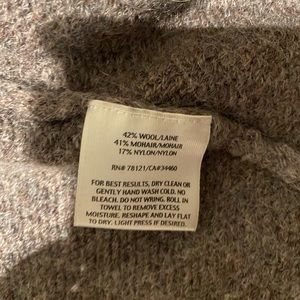 42% WOOL/LAINE
41% MOHAIR/MOHAIR
17% NYLON/NYLON
RN# 78121/CA#34460
FOR BEST RESULTS, DRY CLEAN OR
GENTLY HAND WASH COLD. NO
BLEACH. DO NOT WRING. ROLL IN
TOWEL TO REMOVE EXCESS
MOISTURE. RESHAPE AND LAY FLAT
TO DRY. LIGHT PRESS IF DESIRED.